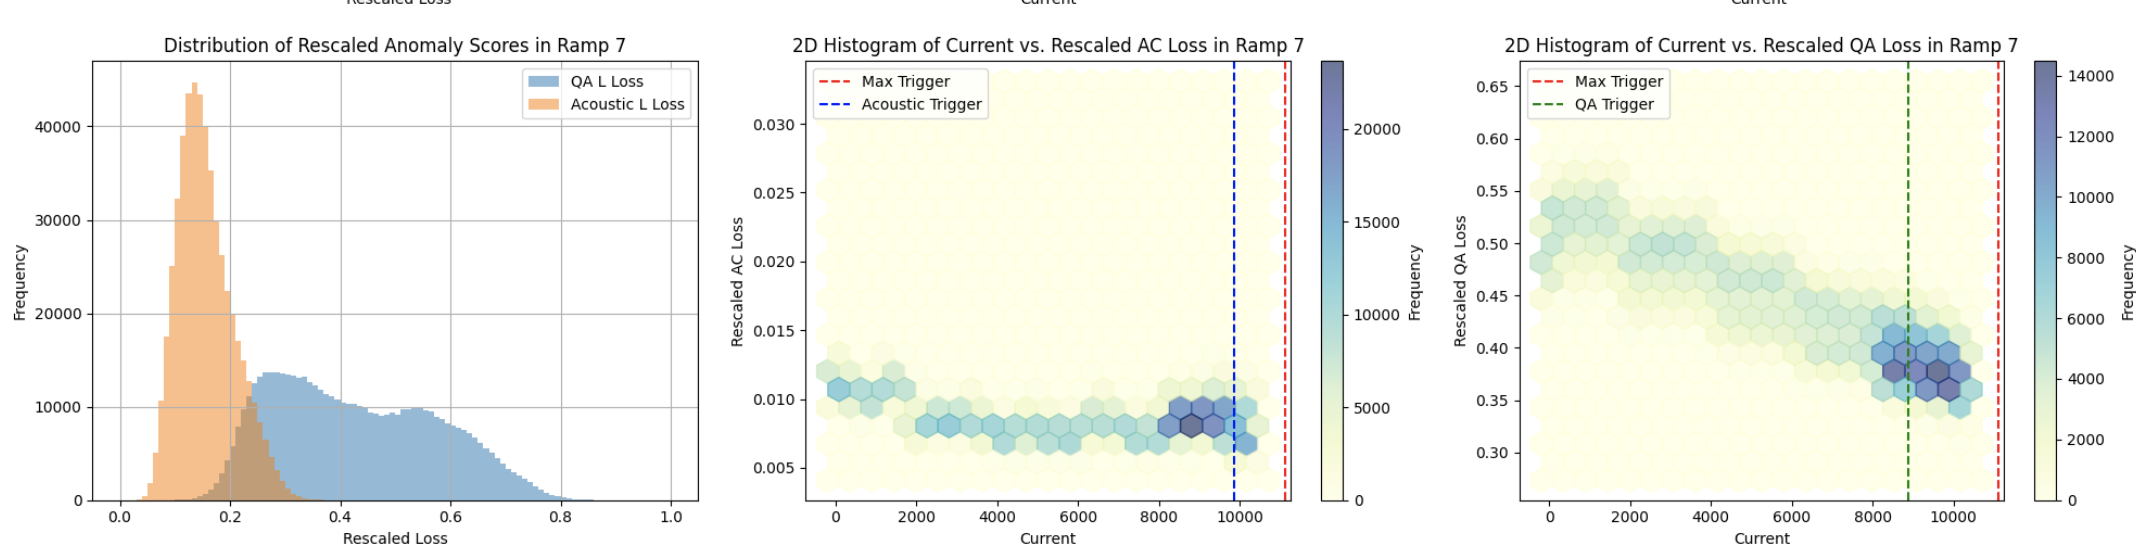 Rescaled Loss
Current
Current
Distribution of Rescaled Anomaly Scores in Ramp 7
QA L Loss
Acoustic L Loss
Frequency
40000
30000
20000
10000
0
0.0 0.2 0.4 0.6 0.8 1.0
Rescaled Loss
2D Histogram of Current vs. Rescaled AC Loss in Ramp 7
Max Trigger
Acoustic Trigger
Rescaled AC Loss
0.030
0.025
0.020
0.015
0.010
0.005
0 2000 4000 6000 8000 10000
Current
20000
15000
10000
5000
0
Frequency
2D Histogram of Current vs. Rescaled QA Loss in Ramp 7
Max Trigger
QA Trigger
Rescaled QA Loss
0.65
0.60
0.55
0.50
0.45
0.40
0.35
0.30
0 2000 4000 6000 8000 10000
Current
14000
12000
10000
8000
6000
4000
2000
0
Frequency